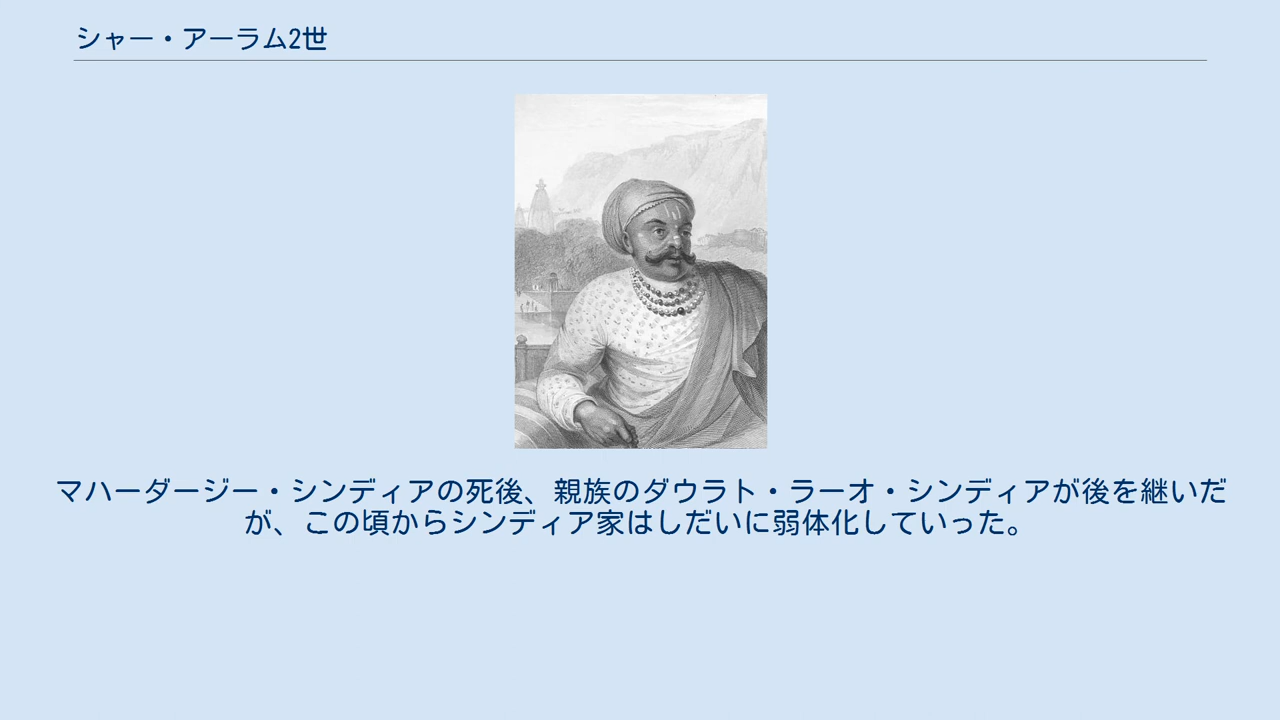 シャー・アーラム2世
マハーダージー・シンディアの死後、親族のダウラト・ラーオ・シンディアが後を継いだ
が、この頃からシンディア家はしだいに弱体化していった。